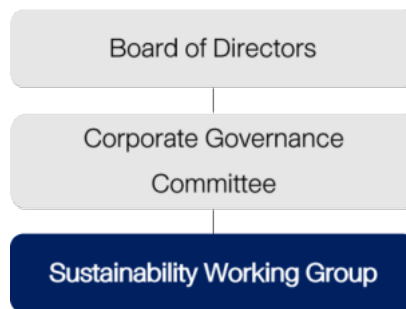 Board of Directors
Corporate Governance
Committee
Sustainability Working Group